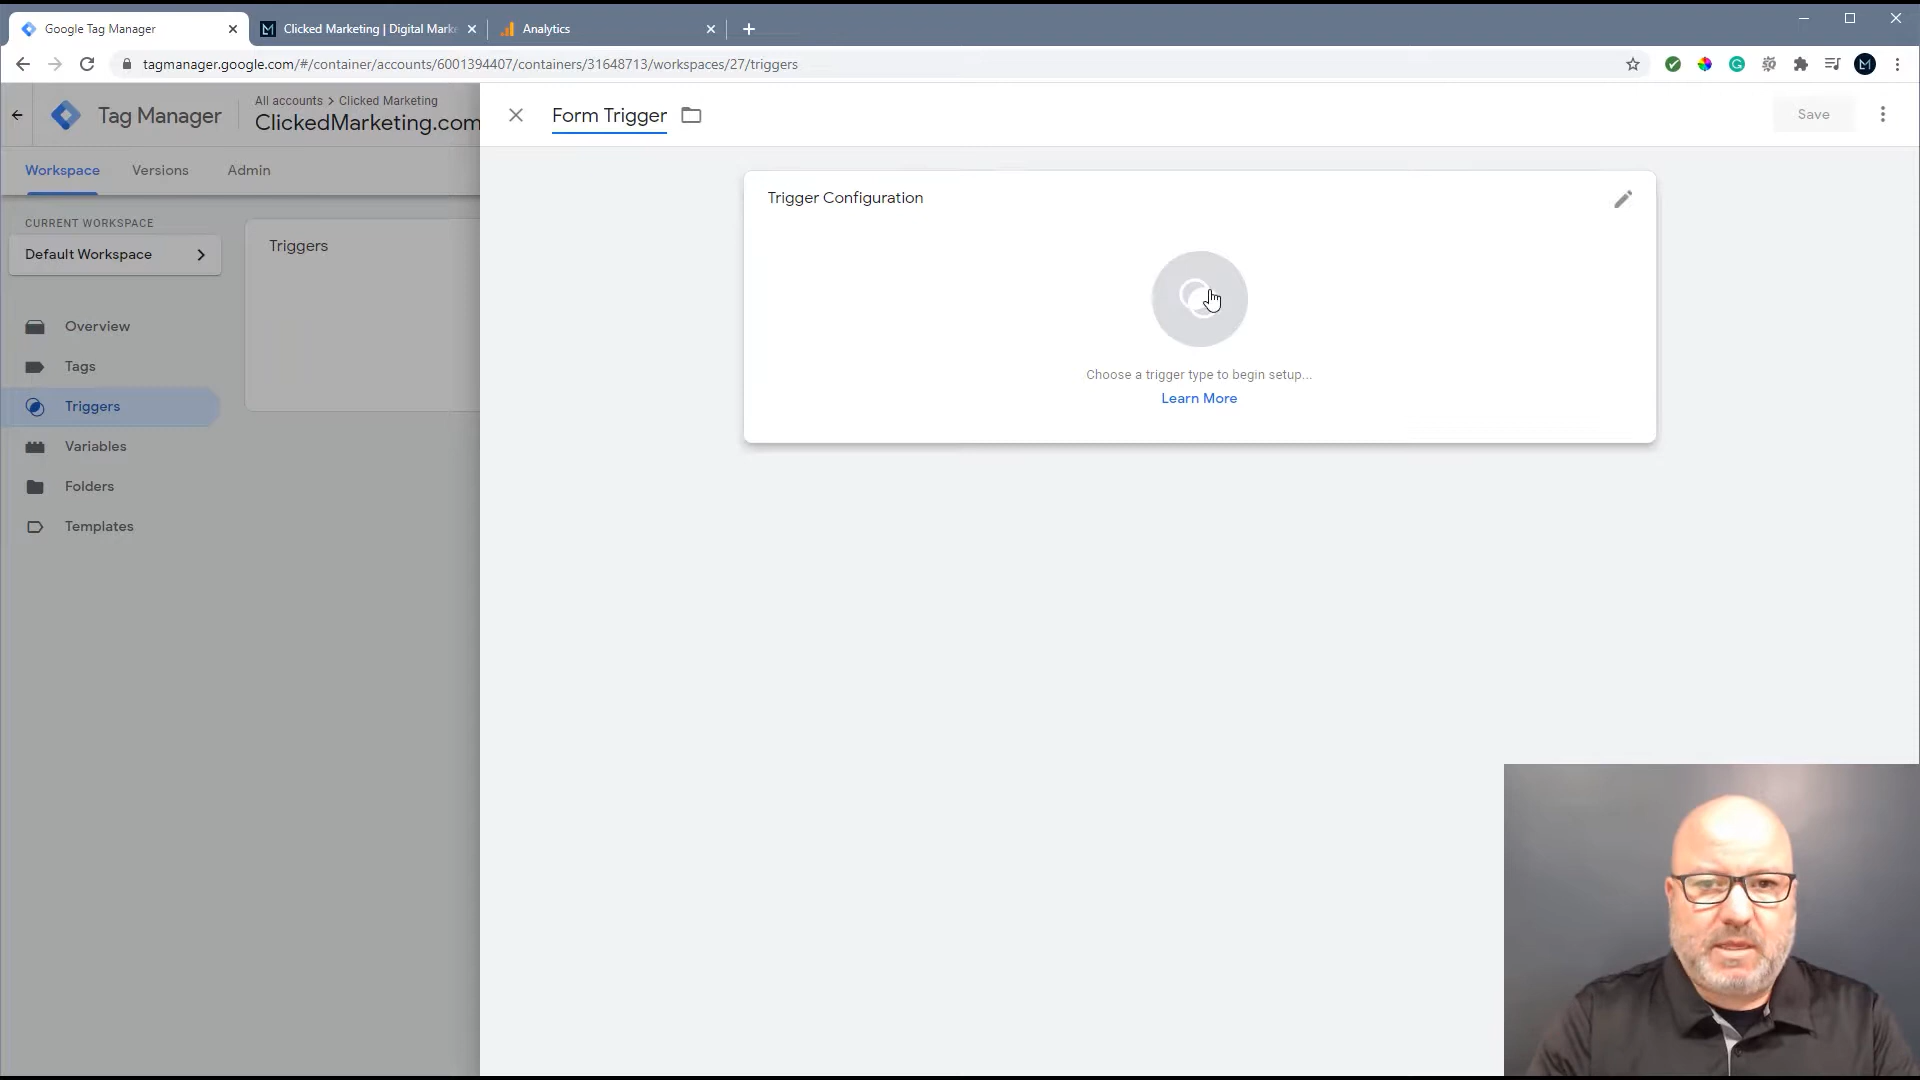 Google Tag Manager
Clicked Marketing | Digital Marke
Analytics
tagmanager.google.com/#/container/accounts/6001394407/containers/31648713/workspaces/27/triggers
Tag Manager
All accounts > Clicked Marketing
ClickedMarketing.com
Form Trigger
Save
Workspace
Versions
Admin
CURRENT WORKSPACE
Default Workspace
Overview
Tags
Triggers
Variables
Folders
Templates
Triggers
Trigger Configuration
Choose a trigger type to begin setup...
Learn More